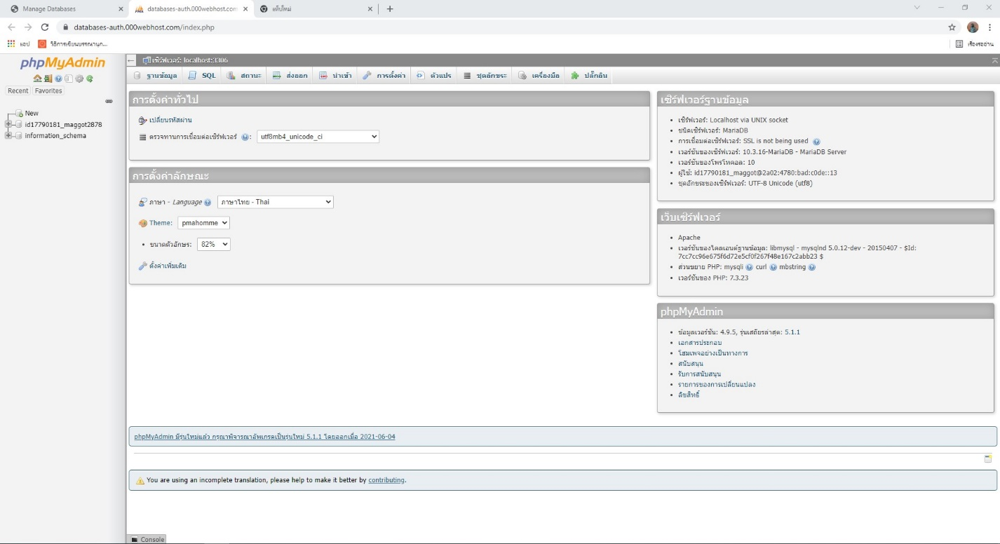 Manage Databases
databases-auth.000webhost.com
แท็บใหม่
databases-auth.000webhost.com/index.php
แอป
วิธีการเขียนบรรณานุก...
เรื่องรออ่าน
phpMyAdmin
Recent Favorites
New
id17790181_maggot2878
information_schema
เซิร์ฟเวอร์: localhost:3306
ฐานข้อมูล SQL สถานะ ส่งออก นำเข้า การตั้งค่า ตัวแปร ชุดอักขระ เครื่องมือ ปลั๊กอิน
การตั้งค่าทั่วไป
เปลี่ยนรหัสผ่าน
ตรวจทานการเชื่อมต่อเซิร์ฟเวอร์ : utf8mb4_unicode_ci
การตั้งค่าลักษณะ
ภาษา - Language ภาษาไทย - Thai
Theme: pmahomme
ขนาดตัวอักษร: 82%
ตั้งค่าเพิ่มเติม
เซิร์ฟเวอร์ฐานข้อมูล
เซิร์ฟเวอร์: Localhost via UNIX socket
ชนิดเซิร์ฟเวอร์: MariaDB
การเชื่อมต่อเซิร์ฟเวอร์: SSL is not being used
เวอร์ชันของเซิร์ฟเวอร์: 10.3.16-MariaDB - MariaDB Server
เวอร์ชันของโพรโทคอล: 10
ผู้ใช้: id17790181_maggot@2a02:4780:bad:c0de::13
ชุดอักขระของเซิร์ฟเวอร์: UTF-8 Unicode (utf8)
เว็บเซิร์ฟเวอร์
Apache
เวอร์ชันของไคลเอนต์ฐานข้อมูล: libmysql - mysqlnd 5.0.12-dev - 20150407 - $Id:
7cc7cc96e675f6d72e5cf0f267f48e167c2abb23 $
ส่วนขยาย PHP: mysqli curl mbstring
เวอร์ชันของ PHP: 7.3.23
phpMyAdmin
ข้อมูลเวอร์ชัน: 4.9.5, รุ่นเสถียรล่าสุด: 5.1.1
เอกสารประกอบ
โฮมเพจอย่างเป็นทางการ
สนับสนุน
รับการสนับสนุน
รายการของการเปลี่ยนแปลง
ลิขสิทธิ์
phpMyAdmin มีรุ่นใหม่แล้ว กรุณาพิจารณาอัพเกรดเป็นรุ่นใหม่ 5.1.1 โดยออกเมื่อ 2021-06-04
You are using an incomplete translation, please help to make it better by contributing.
Console